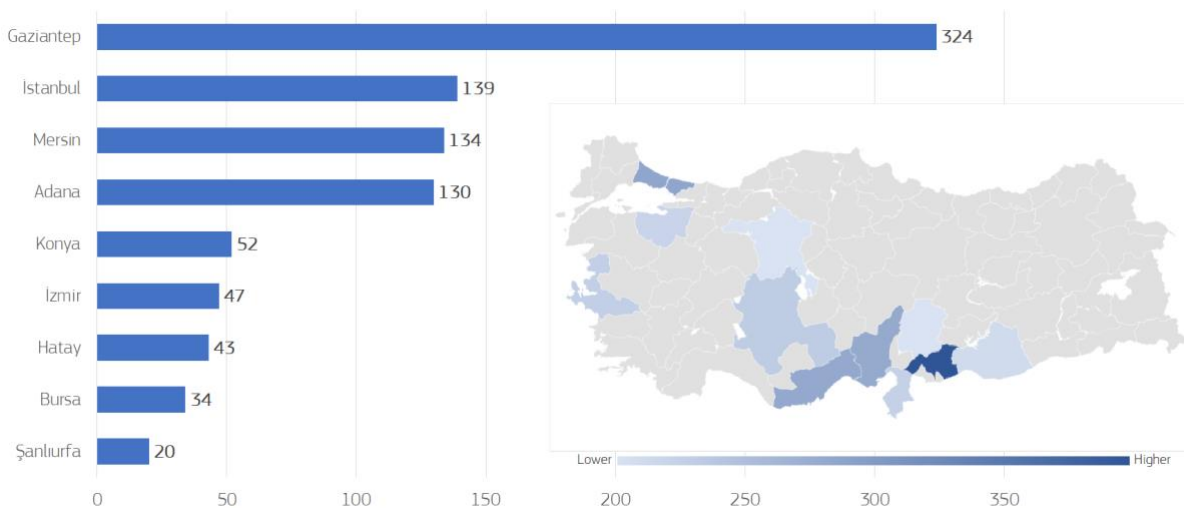 Gaziantep 324
İstanbul 139
Mersin 134
Adana 130
Konya 52
İzmir 47
Hatay 43
Bursa 34
Şanlıurfa 20
Lower Higher
0 50 100 150 200 250 300 350